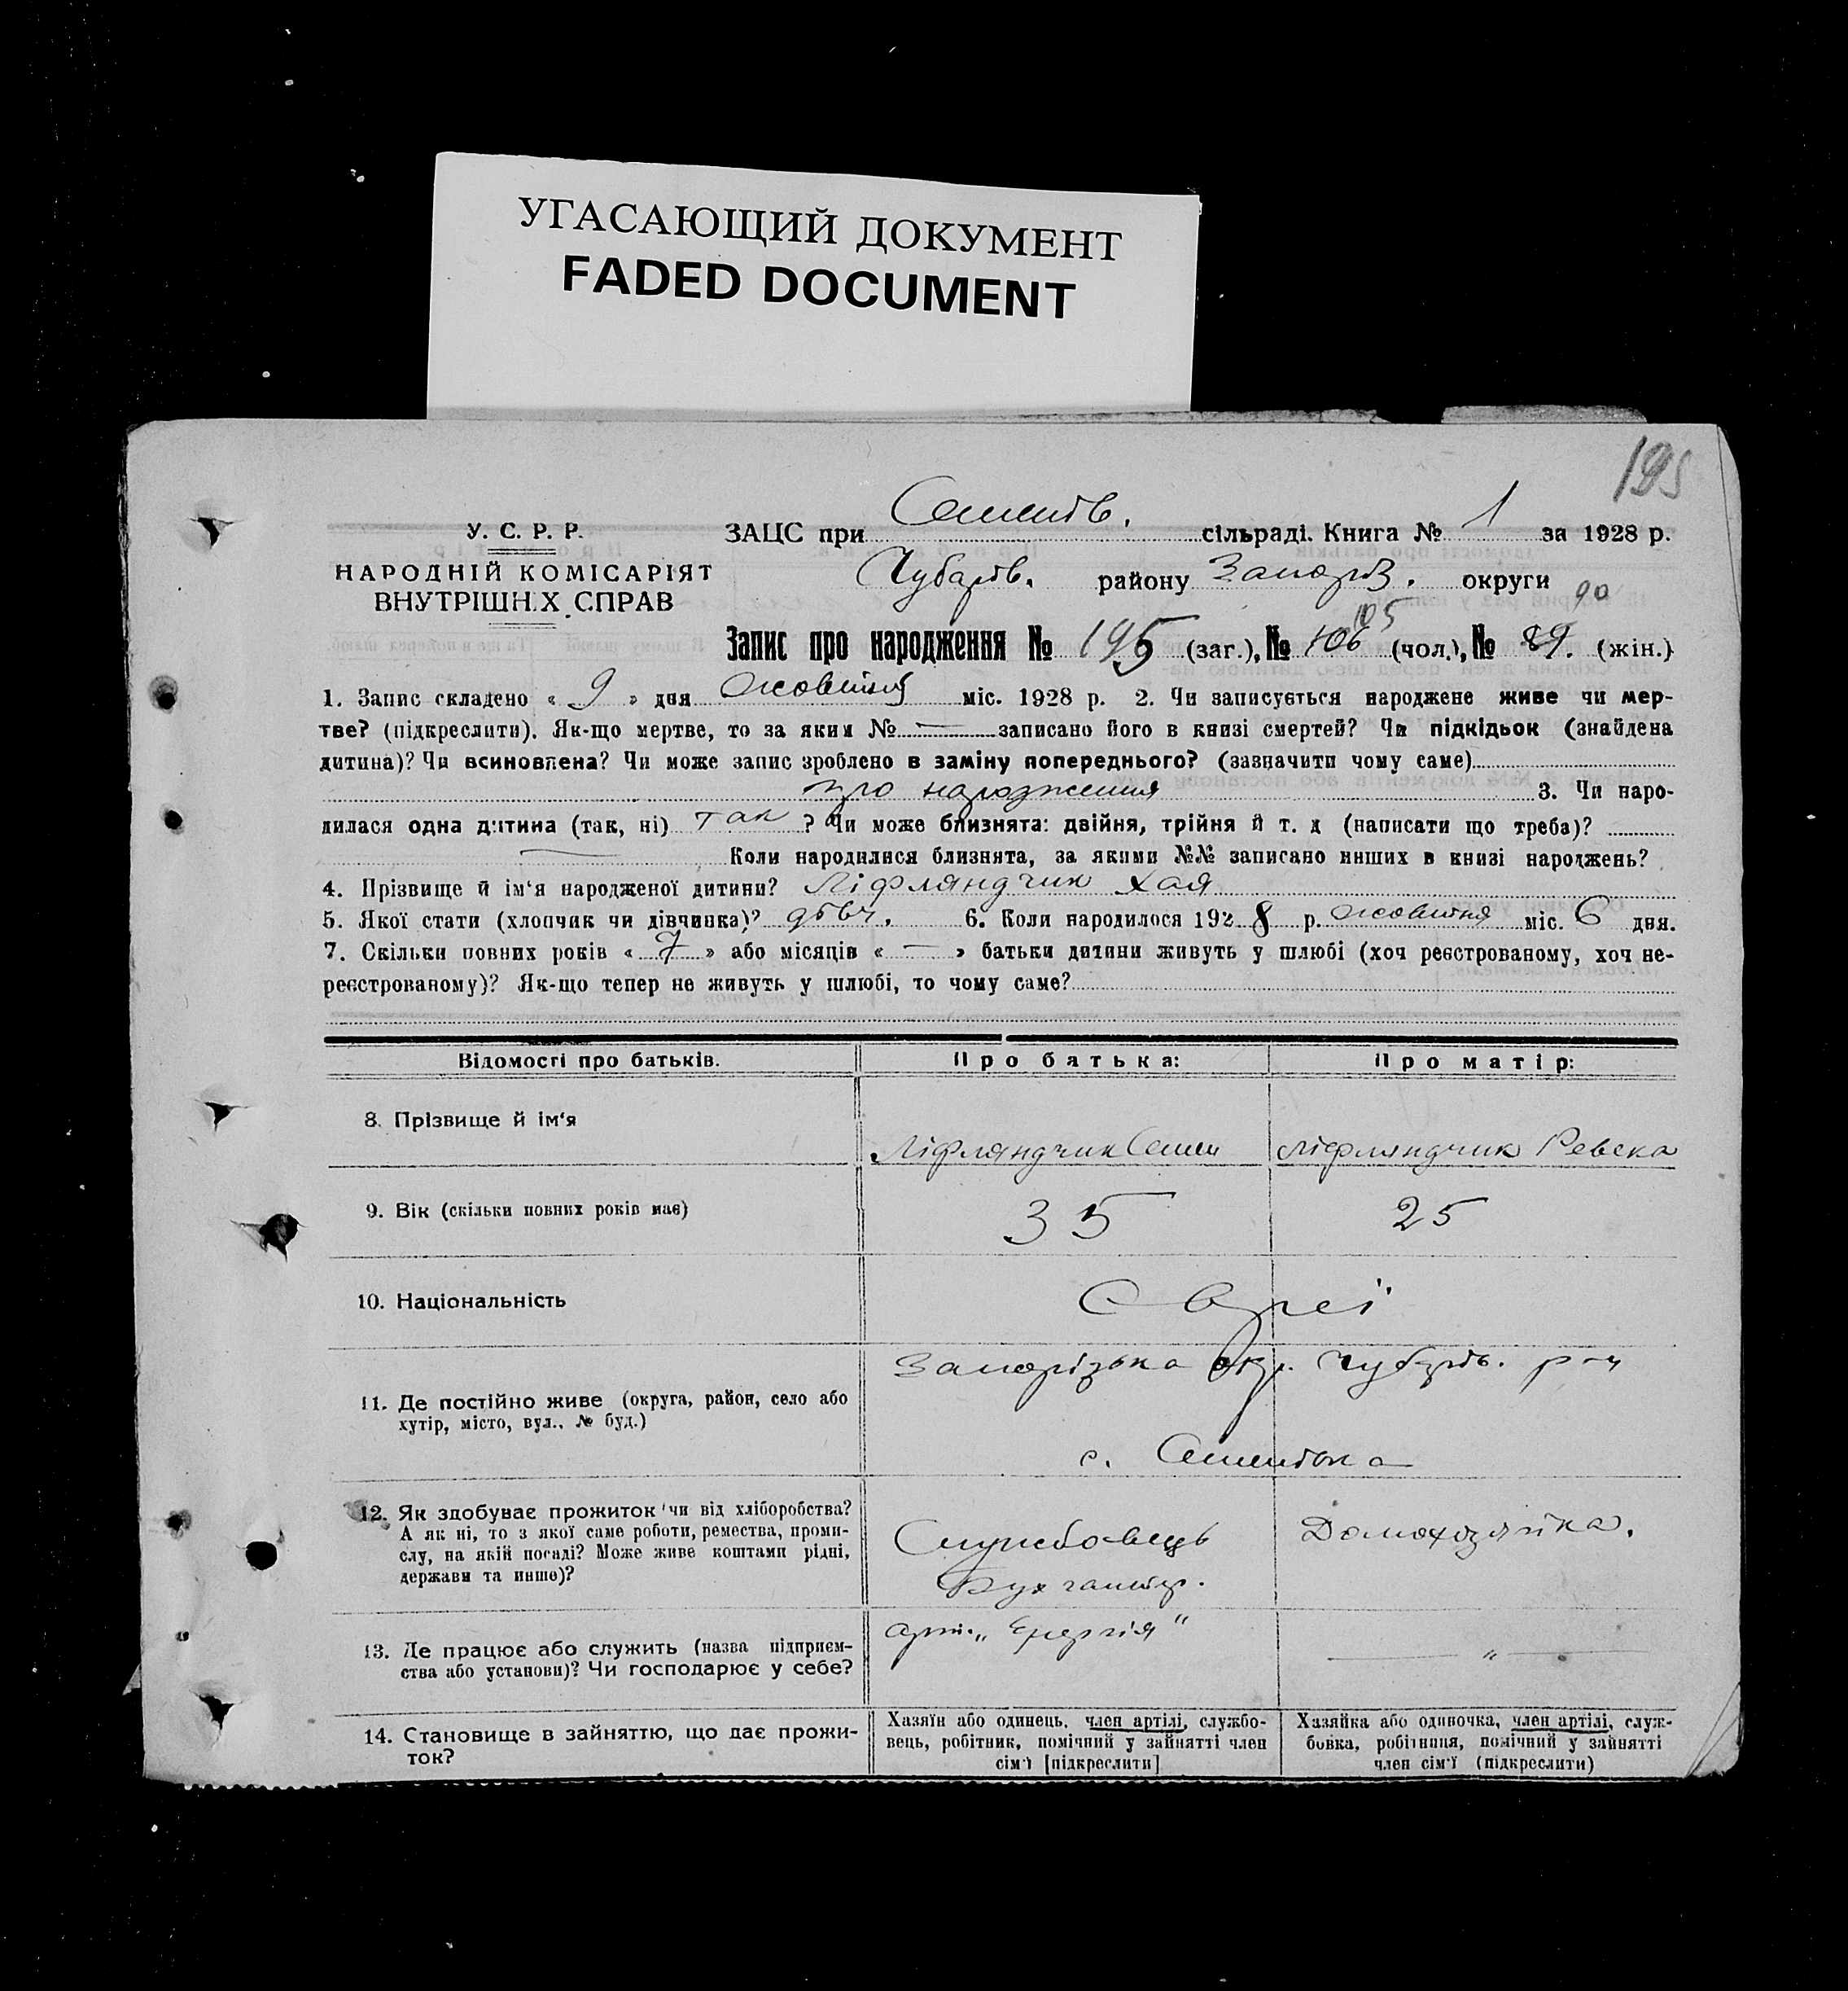 УГАСАЮЩИЙ ДОКУМЕНТ
FADED DOCUMENT
195
У. С. Р. Р.
НАРОДНІЙ КОМІСАРІЯТ
ВНУТРІШНІХ СПРАВ
ЗАЦС при Семенів. сільраді. Книга № 1 за 1928 р.
Чубарів. району Запоріз. округи
105 90
Запис про народження № 195 (заг.), № 106 (чол.), № 89. (жін.)
1. Запис складено « 9 » дня жовтня міс. 1928 р. 2. Чи записується народжене живе чи мер-
тве? (підкреслити). Як-що мертве, то за яким № — записано його в книзі смертей? Чи підкідьок (знайдена
дитина)? Чи всиновлена? Чи може запис зроблено в заміну попереднього? (зазначити чому саме)
про народження 3. Чи наро-
дилася одна дитина (так, ні) так ? Чи може близнята: двійня, трійня й т. д (написати що треба)?
— Коли народилися близнята, за якими №№ записано инших в книзі народжень?
4. Прізвище й ім'я народженої дитини? Ліфляндчик Хая
5. Якої стати (хлопчик чи дівчинка)? дівч. 6. Коли народилося 1928 р. жовтня міс. 6 дня.
7. Скільки повних років « 7 » або місяців « — » батьки дитини живуть у шлюбі (хоч реєстрованому, хоч не-
реєстрованому)? Як-що тепер не живуть у шлюбі, то чому саме?
Відомості про батьків. Про батька: Про матір:
8. Прізвище й ім'я Ліфляндчик Семен Ліфляндчик Ревека
9. Вік (скільки повних років має) 35 25
10. Національність Євреї
11. Де постійно живе (округа, район, село або
хутір, місто, вул., № буд.)
Запорізька окр. Чубарів. р-н
с. Семенівка
12. Як здобуває прожиток чи від хліборобства?
А як ні, то з якої саме роботи, ремества, проми-
слу, на якій посаді? Може живе коштами рідні,
держави та инше)?
Службовець
Бухгалтер.
Домохазяйка.
13. Де працює або служить (назва підприєм-
ства або установи)? Чи господарює у себе?
арт. „Енергія"
— „ —
14. Становище в зайняттю, що дає прожи-
ток?
Хазяїн або одинець, член артілі, службо-
вець, робітник, помічний у зайнятті член
сім'ї [підкреслити]
Хазяйка або одиночка, член артілі, служ-
бовка, робітниця, помічний у зайнятті
член сім'ї (підкреслити)